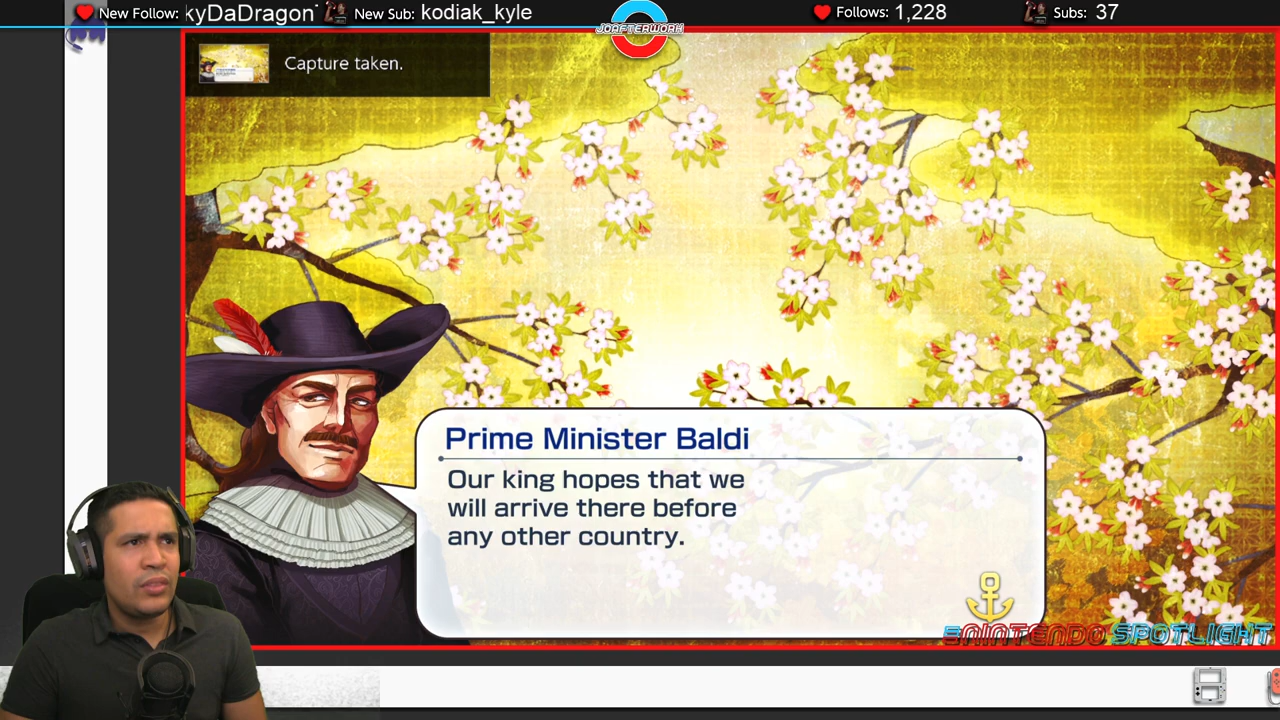 New Follow: kyDaDragon
New Sub: kodiak_kyle
JOAFTERWORK
Follows: 1,228
Subs: 37
Capture taken.
Prime Minister Baldi
Our king hopes that we
will arrive there before
any other country.
#NINTENDO SPOTLIGHT